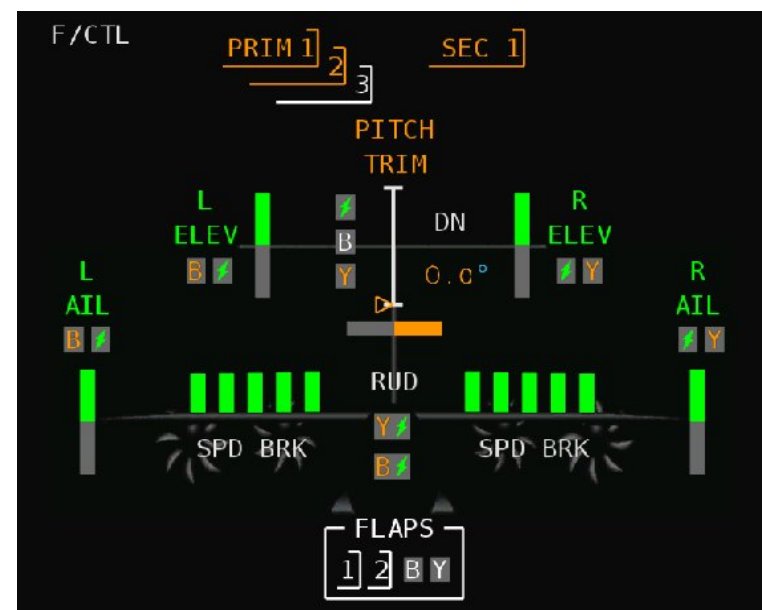 F/CTL
PRIM 1 2 3 SEC 1
PITCH
TRIM
L R
ELEV B DN ELEV
B Y 0.0° Y
L R
AIL AIL
B Y
RUD
Y
SPD BRK SPD BRK
B
FLAPS
1 2 B Y